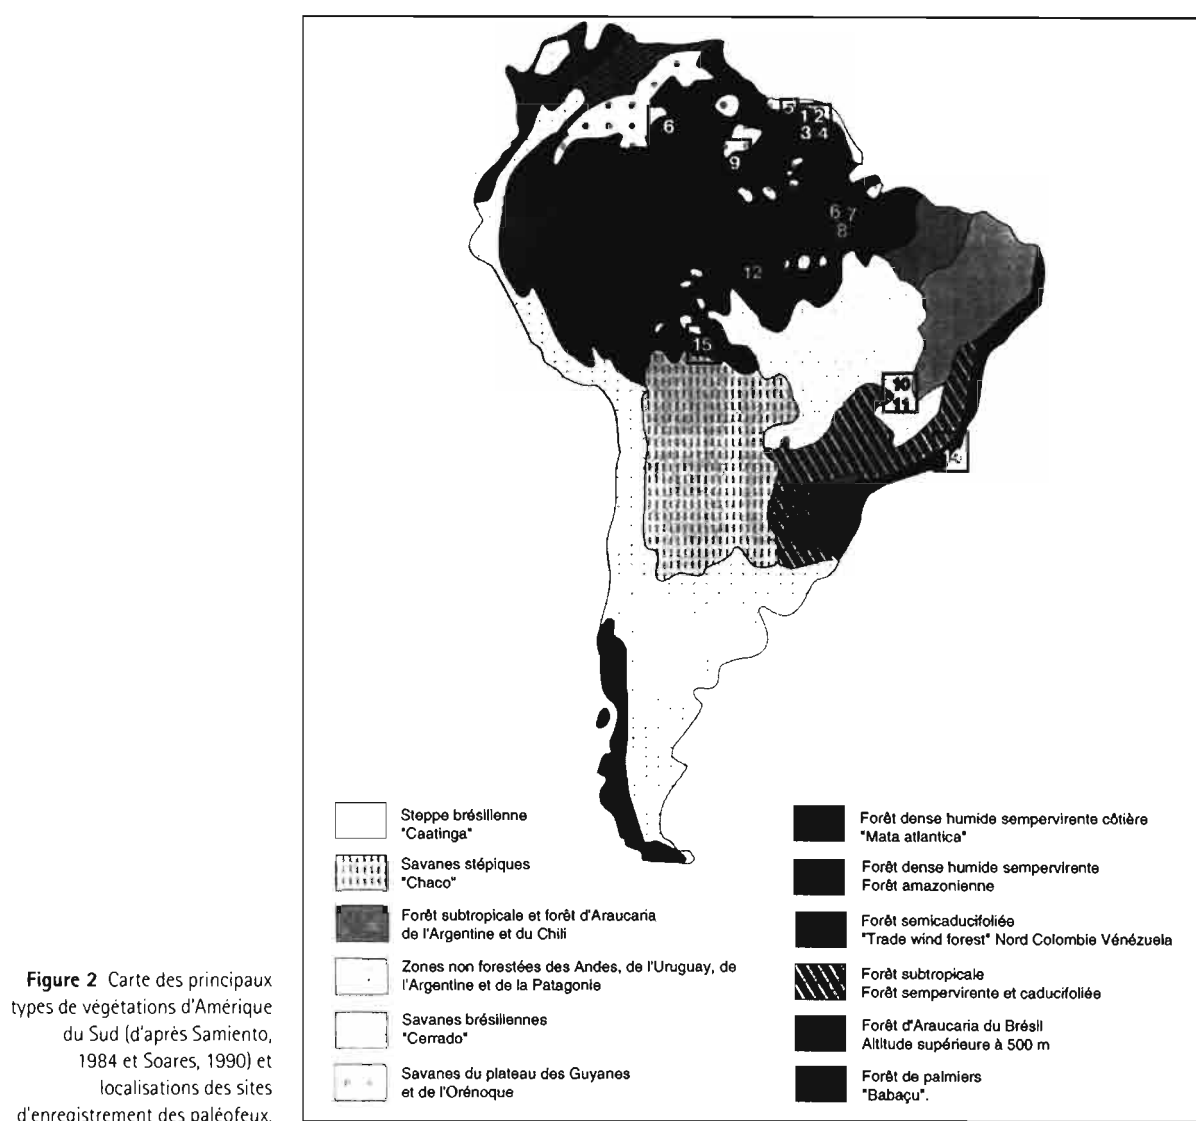 5
1 2
3 4
6
9
6 7
8
12
15
10
11
14
Steppe brésilienne
"Caatinga"
Savanes stépiques
"Chaco"
Forêt subtropicale et forêt d'Araucaria
de l'Argentine et du Chili
Zones non forestées des Andes, de l'Uruguay, de
l'Argentine et de la Patagonie
Savanes brésiliennes
"Cerrado"
Savanes du plateau des Guyanes
et de l'Orénoque
Forêt dense humide sempervirente côtière
"Mata atlantica"
Forêt dense humide sempervirente
Forêt amazonienne
Forêt semicaducifoliée
"Trade wind forest" Nord Colombie Vénézuela
Forêt subtropicale
Forêt sempervirente et caducifoliée
Forêt d'Araucaria du Brésil
Altitude supérieure à 500 m
Forêt de palmiers
"Babaçu".
Figure 2 Carte des principaux
types de végétations d'Amérique
du Sud (d'après Samiento,
1984 et Soares, 1990) et
localisations des sites
d'enregistrement des paléofeux.